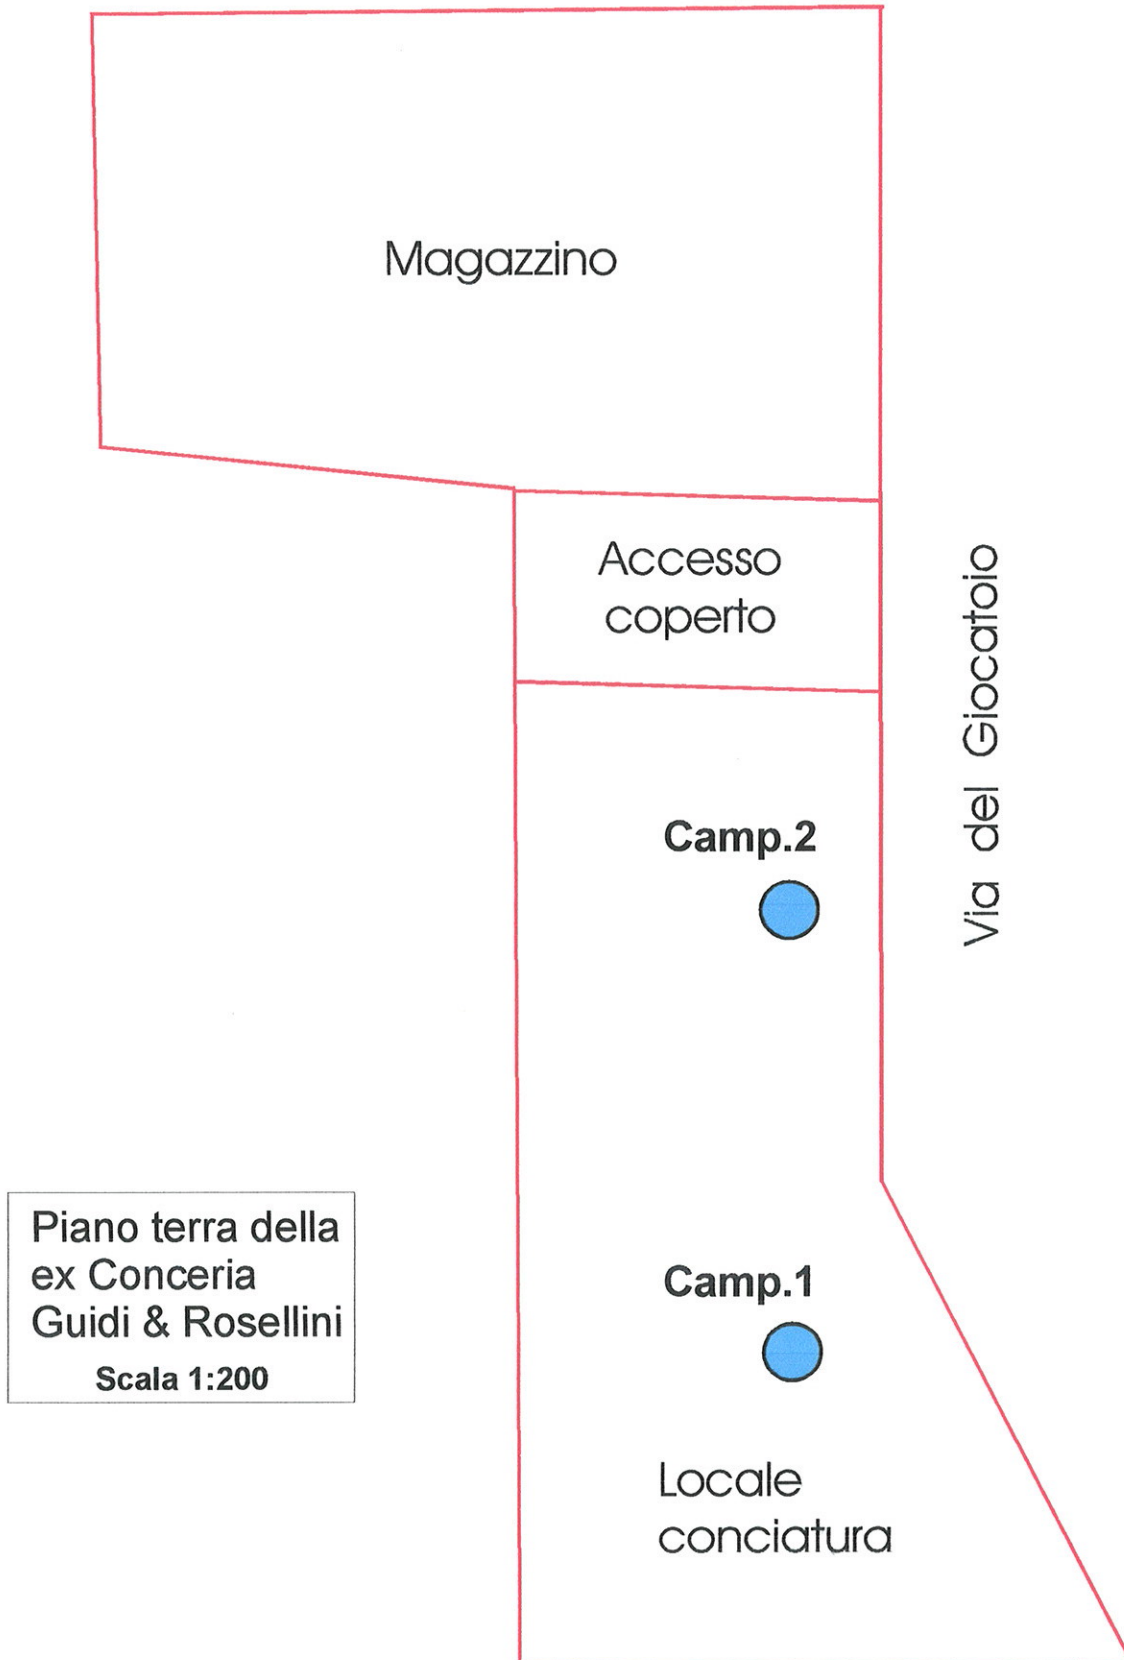 Magazzino
Accesso
coperto
Via del Giocatoio
Camp.2
Camp.1
Piano terra della
ex Conceria
Guidi & Rosellini
Scala 1:200
Locale
conciatura